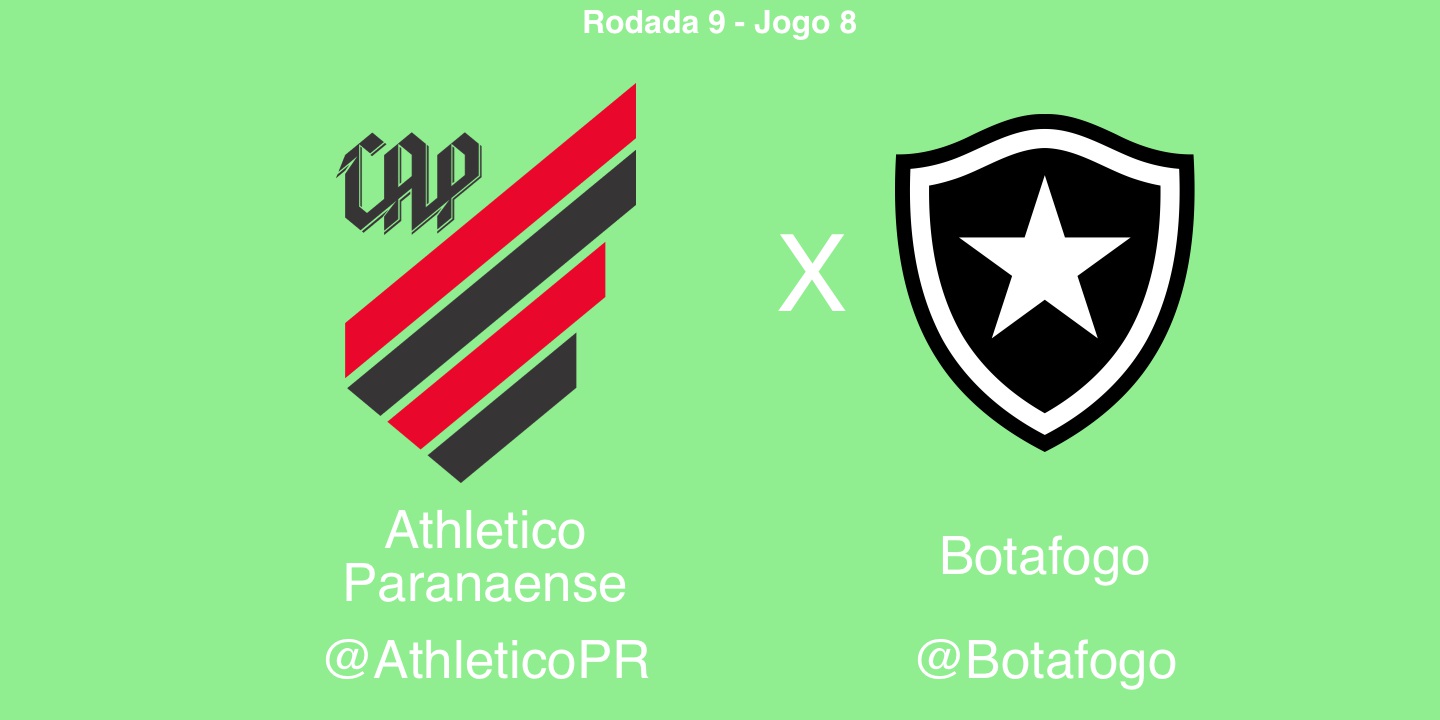 Rodada 9 - Jogo 8
CAP
X
Athletico
Paranaense
Botafogo
@AthleticoPR
@Botafogo